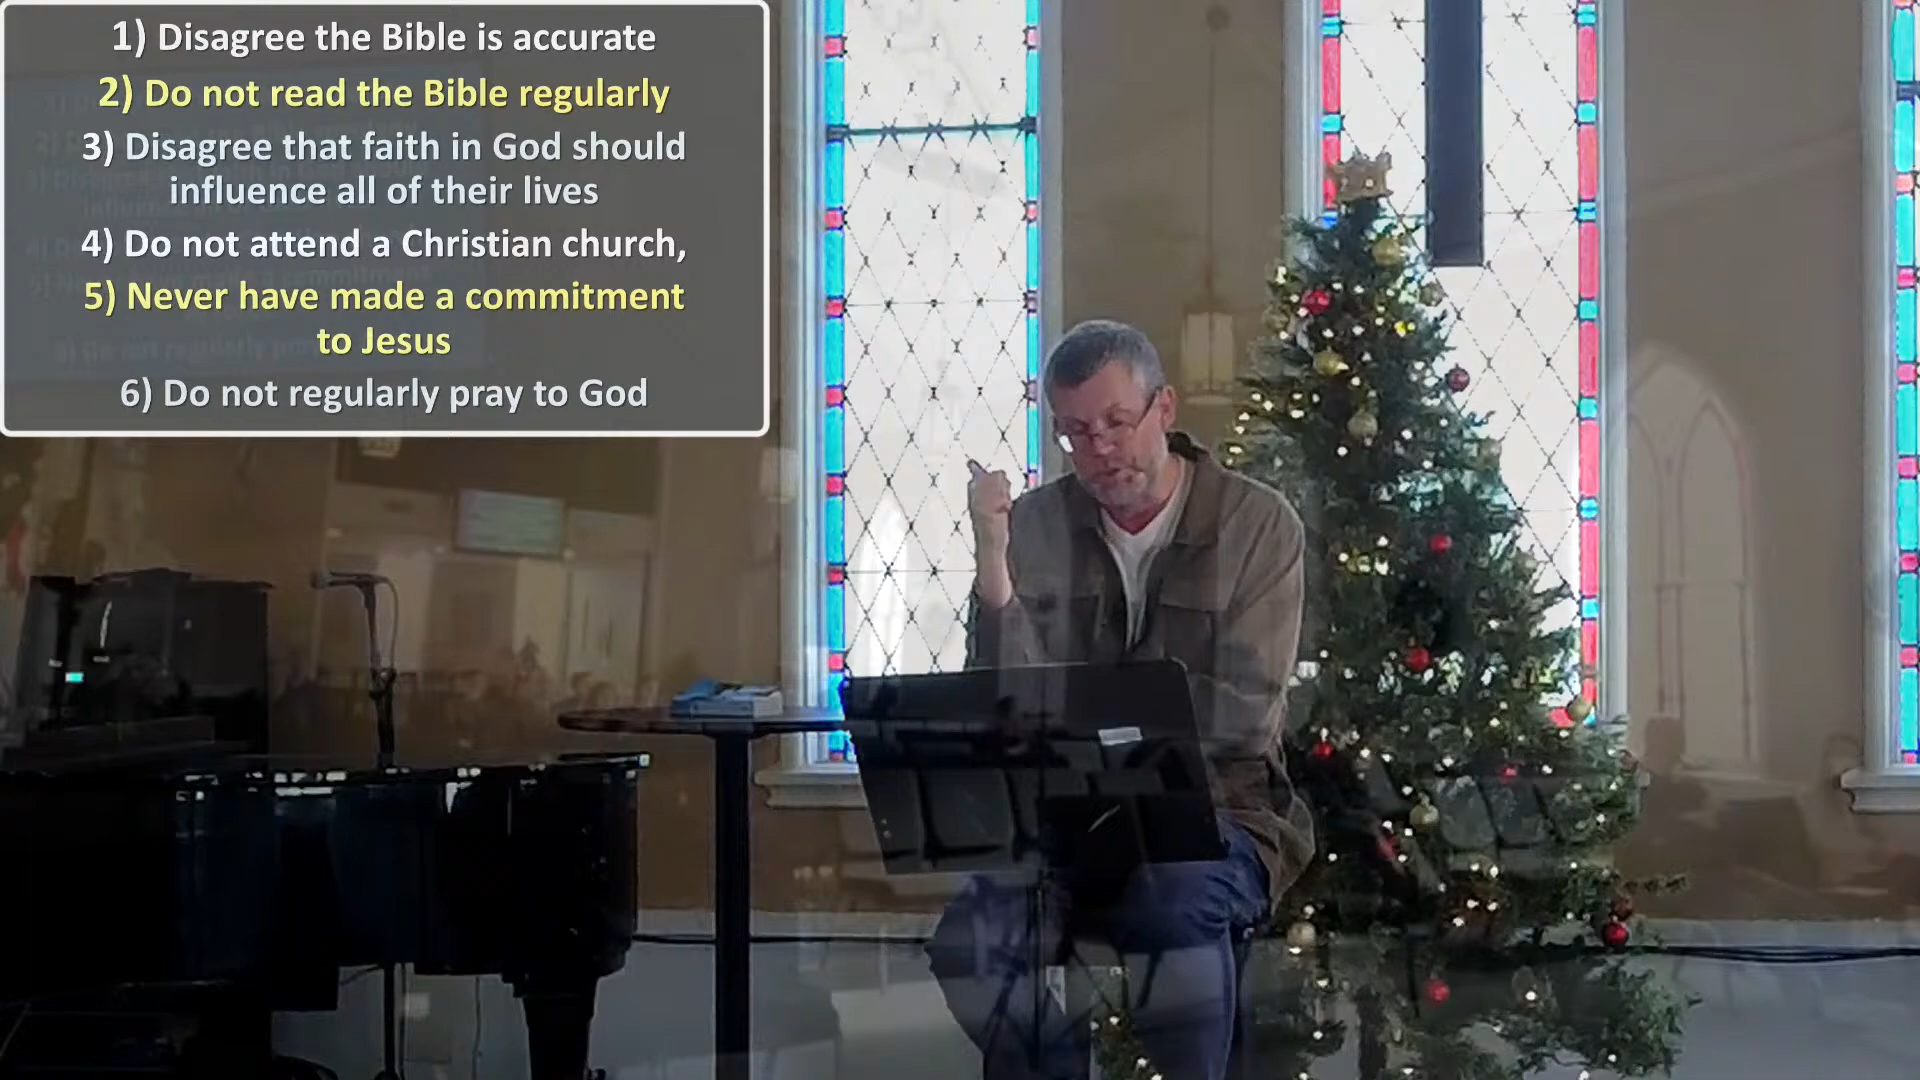 1) Disagree the Bible is accurate
2) Do not read the Bible regularly
3) Disagree that faith in God should
influence all of their lives
4) Do not attend a Christian church,
5) Never have made a commitment
to Jesus
6) Do not regularly pray to God